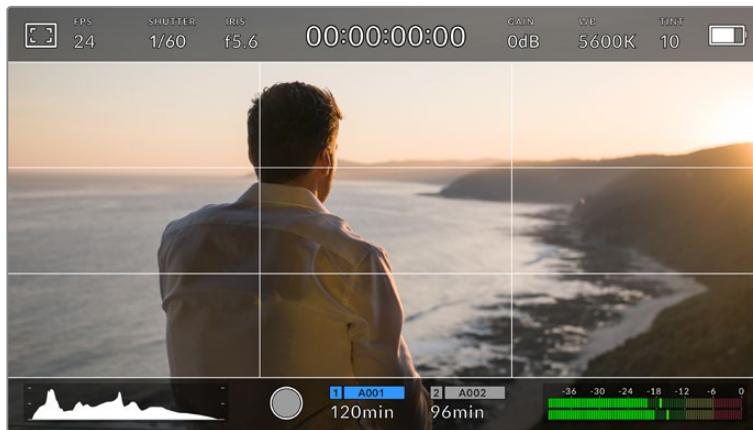 FPS SHUTTER IRIS GAIN WB TINT
24 1/60 f5.6 00:00:00:00 0dB 5600K 10
1 A001 2 A002
120min 96min
-36 -30 -24 -18 -12 -6 0